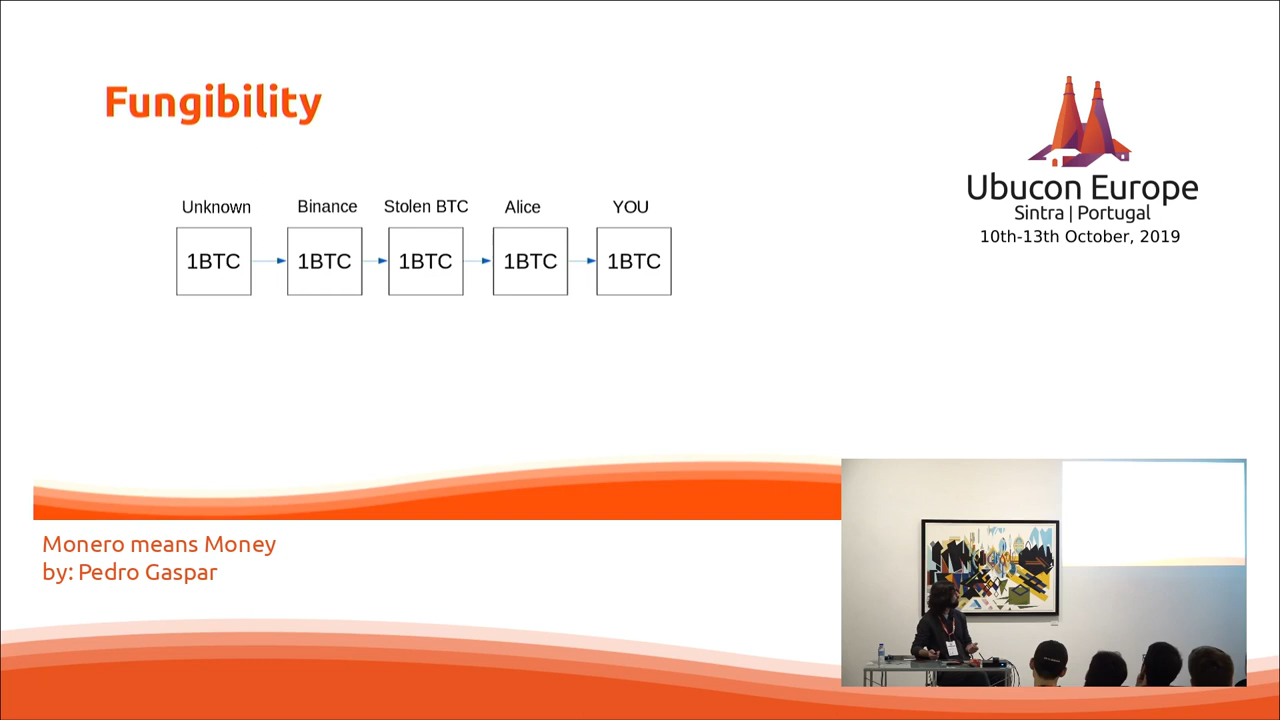 Fungibility
Unknown Binance Stolen BTC Alice YOU
1BTC 1BTC 1BTC 1BTC 1BTC
Ubucon Europe
Sintra | Portugal
10th-13th October, 2019
Monero means Money
by: Pedro Gaspar